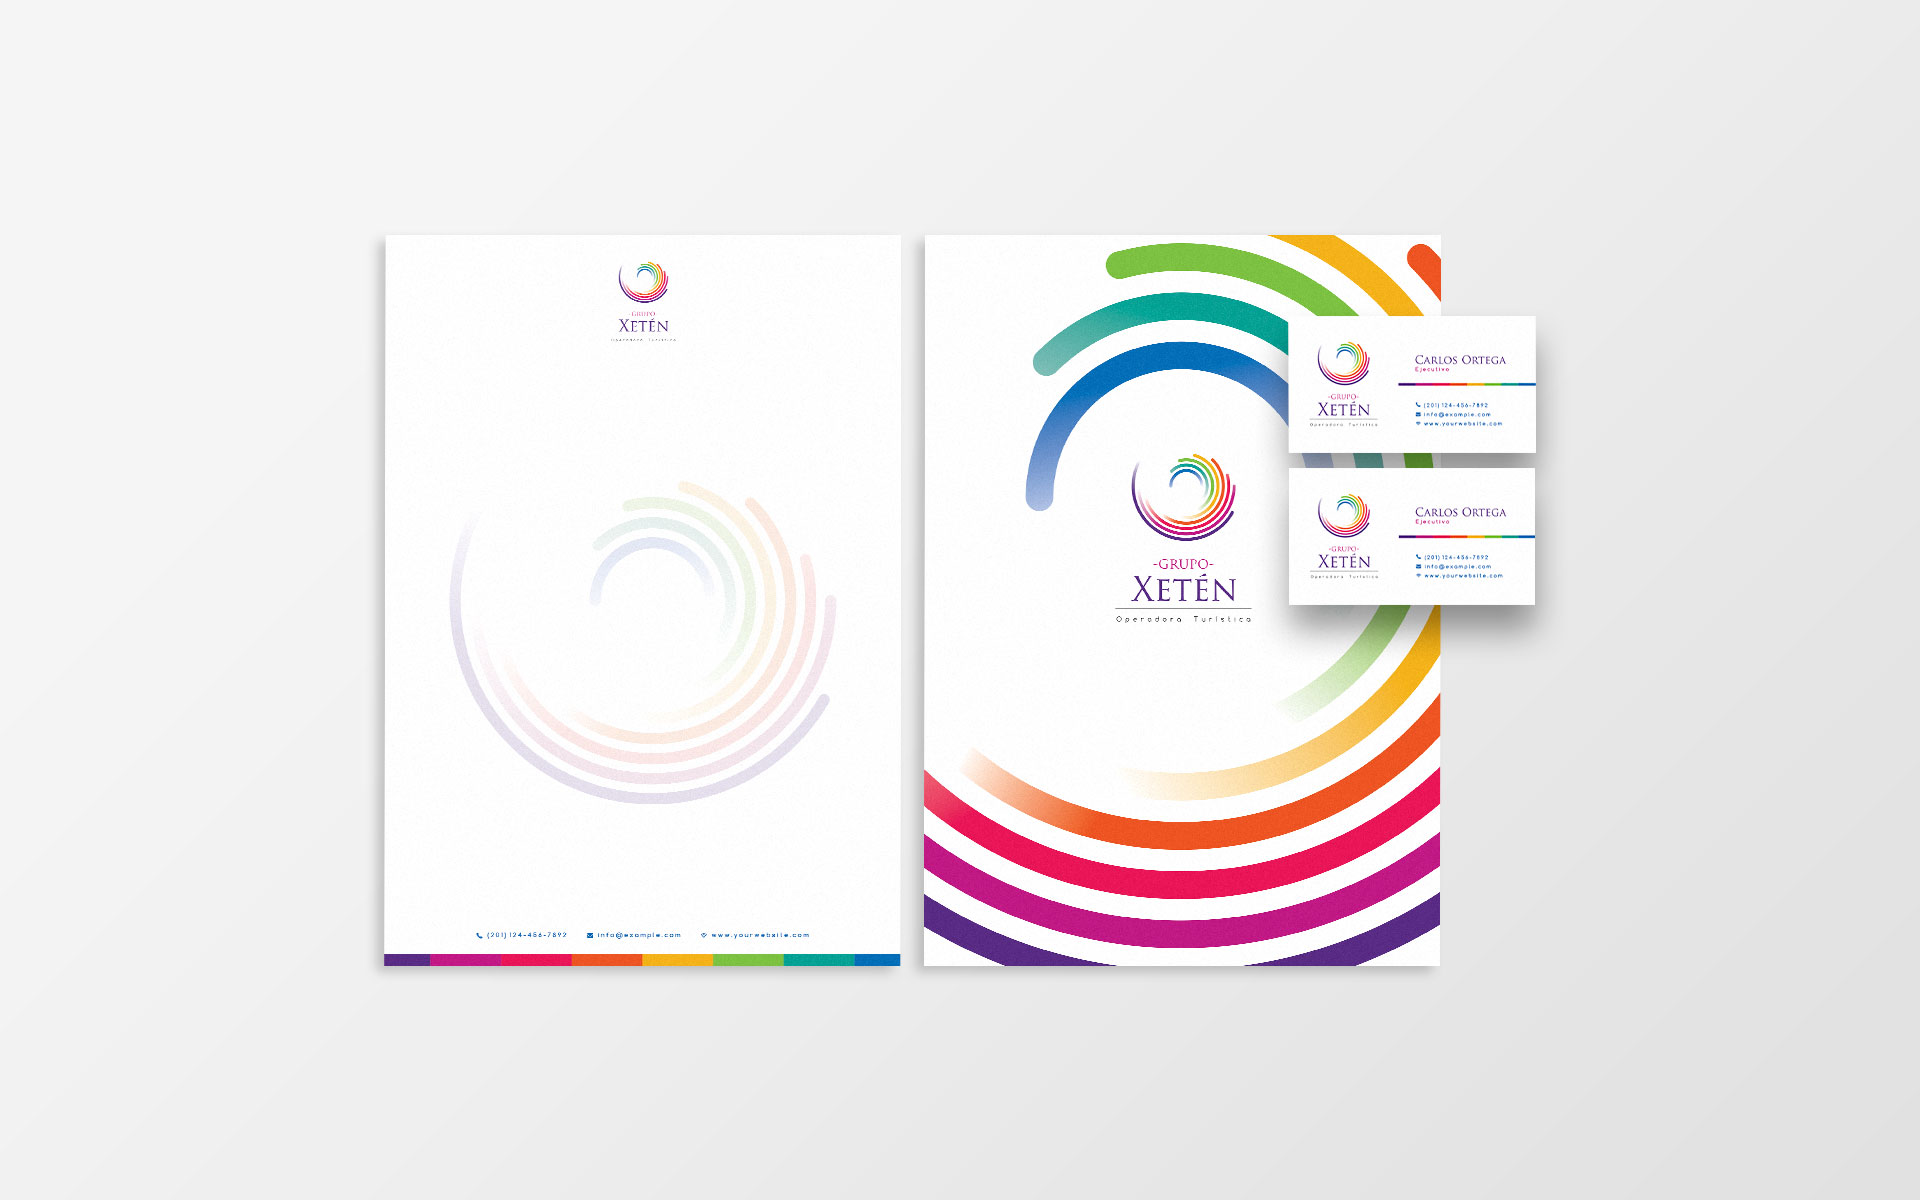 GRUPO
XETÉN
Operadora Turística
(201) 124-456-7892 info@example.com www.yourwebsite.com
-GRUPO-
XETÉN
Operadora Turística
-GRUPO-
XETÉN
Operadora Turística
CARLOS ORTEGA
Ejecutivo
(201) 124-456-7892
info@example.com
www.yourwebsite.com
-GRUPO-
XETÉN
Operadora Turística
CARLOS ORTEGA
Ejecutivo
(201) 124-456-7892
info@example.com
www.yourwebsite.com